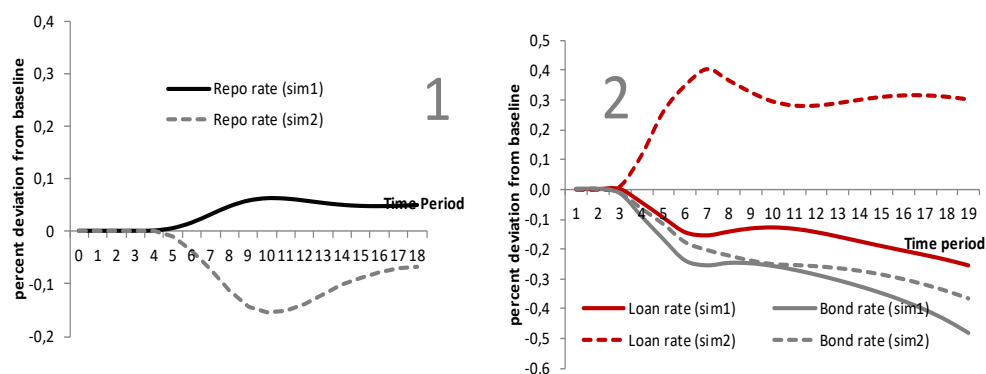 0,4
0,3
0,2
0,1
0
-0,1
-0,2
percent deviation from baseline
Repo rate (sim1)
Repo rate (sim2)
1
Time Period
0 1 2 3 4 5 6 7 8 9 10 11 12 13 14 15 16 17 18
0,5
0,4
0,3
0,2
0,1
0,0
-0,1
-0,2
-0,3
-0,4
-0,5
-0.6
percent deviation from baseline
2
1 2 3 4 5 6 7 8 9 10 11 12 13 14 15 16 17 18 19
Time period
Loan rate (sim1) Bond rate (sim1)
Loan rate (sim2) Bond rate (sim2)